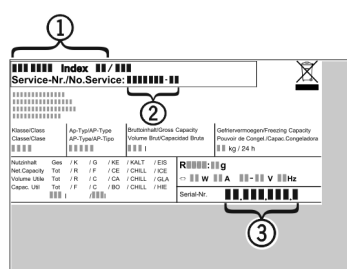 1
Index /
Service-Nr./No.Service: -
2
Klasse/Class Ap-Typ/AP-Type Bruttoinhalt/Gross Capacity Gefriervermoegen/Freezing Capacity
Classe/Clase AP-Type/AP-Tipo Volume Brut/Capacidad Bruta Pouvoir de Congel./Capac.Congeladora
kg / 24 h
Nutzinhalt Ges / K / G / KE / KALT / EIS
Net.Capacity Tot / R / F / CE / CHILL / ICE
Volume Utile Tot / R / C / CA / CHILL / GLA
Capac. Util Tot / F / C / BO / CHILL / HIE
l / l
R : g
W A - V Hz
Serial-Nr. . . .
3